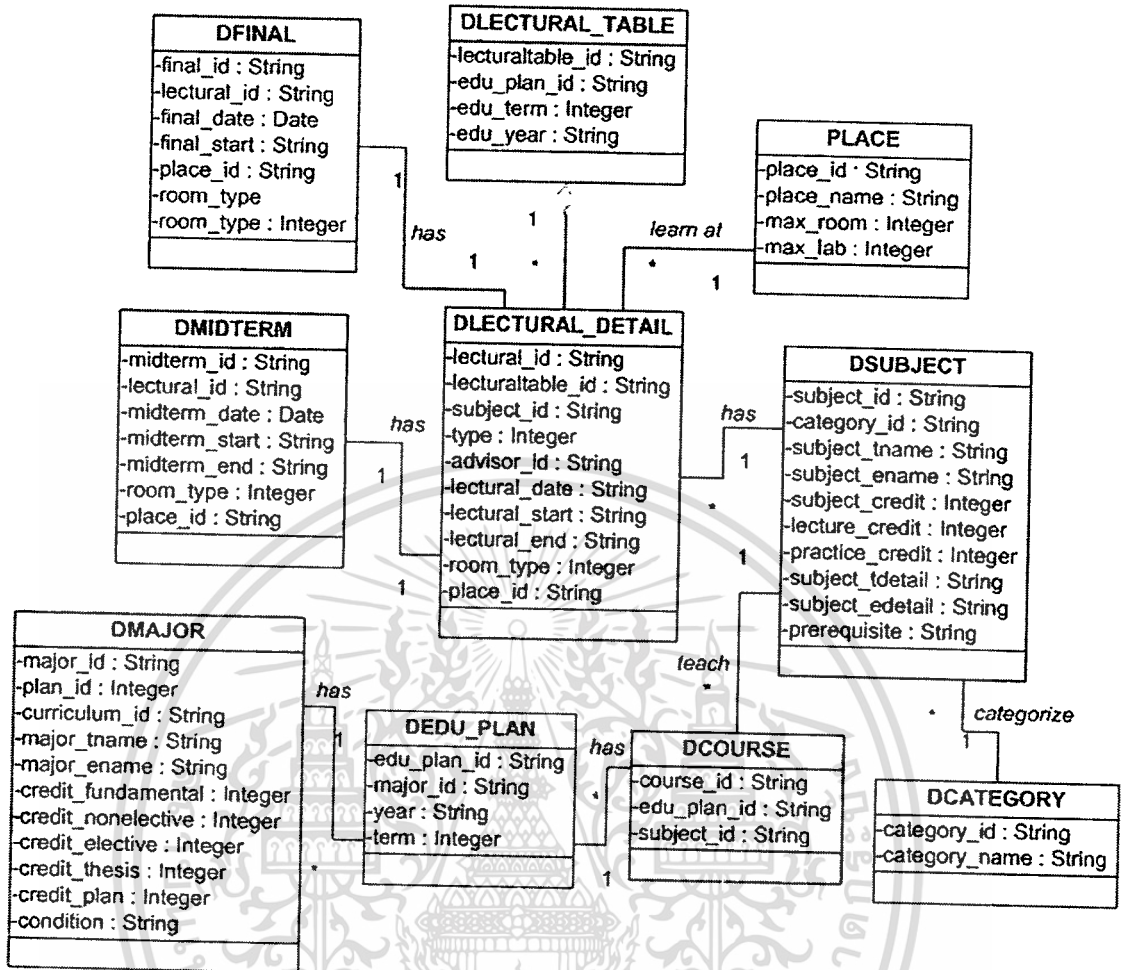 DFINAL
-final_id : String
-lectural_id : String
-final_date : Date
-final_start : String
-place_id : String
-room_type
-room_type : Integer
DLECTURAL_TABLE
-lecturaltable_id : String
-edu_plan_id : String
-edu_term : Integer
-edu_year : String
PLACE
-place_id : String
-place_name : String
-max_room : Integer
-max_lab : Integer
1
has
1
1
*
learn at
*
1
DMIDTERM
-midterm_id : String
-lectural_id : String
-midterm_date : Date
-midterm_start : String
-midterm_end : String
-room_type : Integer
-place_id : String
has
1
1
DLECTURAL_DETAIL
-lectural_id : String
-lecturaltable_id : String
-subject_id : String
-type : Integer
-advisor_id : String
-lectural_date : String
-lectural_start : String
-lectural_end : String
-room_type : Integer
-place_id : String
has
1
*
DSUBJECT
-subject_id : String
-category_id : String
-subject_tname : String
-subject_ename : String
-subject_credit : Integer
-lecture_credit : Integer
-practice_credit : Integer
-subject_tdetail : String
-subject_edetail : String
-prerequisite : String
1
teach
*
DMAJOR
-major_id : String
-plan_id : Integer
-curriculum_id : String
-major_tname : String
-major_ename : String
-credit_fundamental : Integer
-credit_nonelective : Integer
-credit_elective : Integer
-credit_thesis : Integer
-credit_plan : Integer
-condition : String
has
1
*
DEDU_PLAN
-edu_plan_id : String
-major_id : String
-year : String
-term : Integer
has
*
1
DCOURSE
-course_id : String
-edu_plan_id : String
-subject_id : String
*
categorize
1
DCATEGORY
-category_id : String
-category_name : String